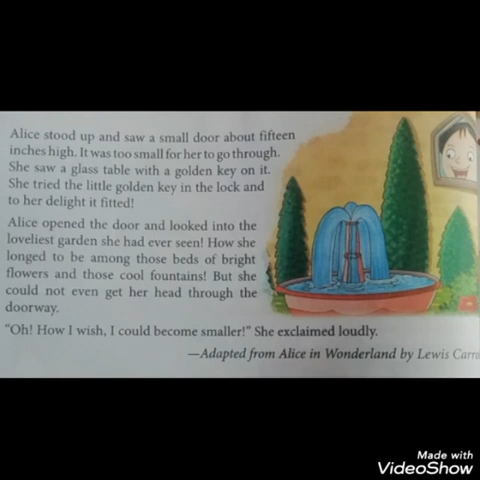 Alice stood up and saw a small door about fifteen
inches high. It was too small for her to go through.
She saw a glass table with a golden key on it.
She tried the little golden key in the lock and
to her delight it fitted!
Alice opened the door and looked into the
loveliest garden she had ever seen! How she
longed to be among those beds of bright
flowers and those cool fountains! But she
could not even get her head through the
doorway.
“Oh! How I wish, I could become smaller!” She exclaimed loudly.
—Adapted from Alice in Wonderland by Lewis
Made with
VideoShow